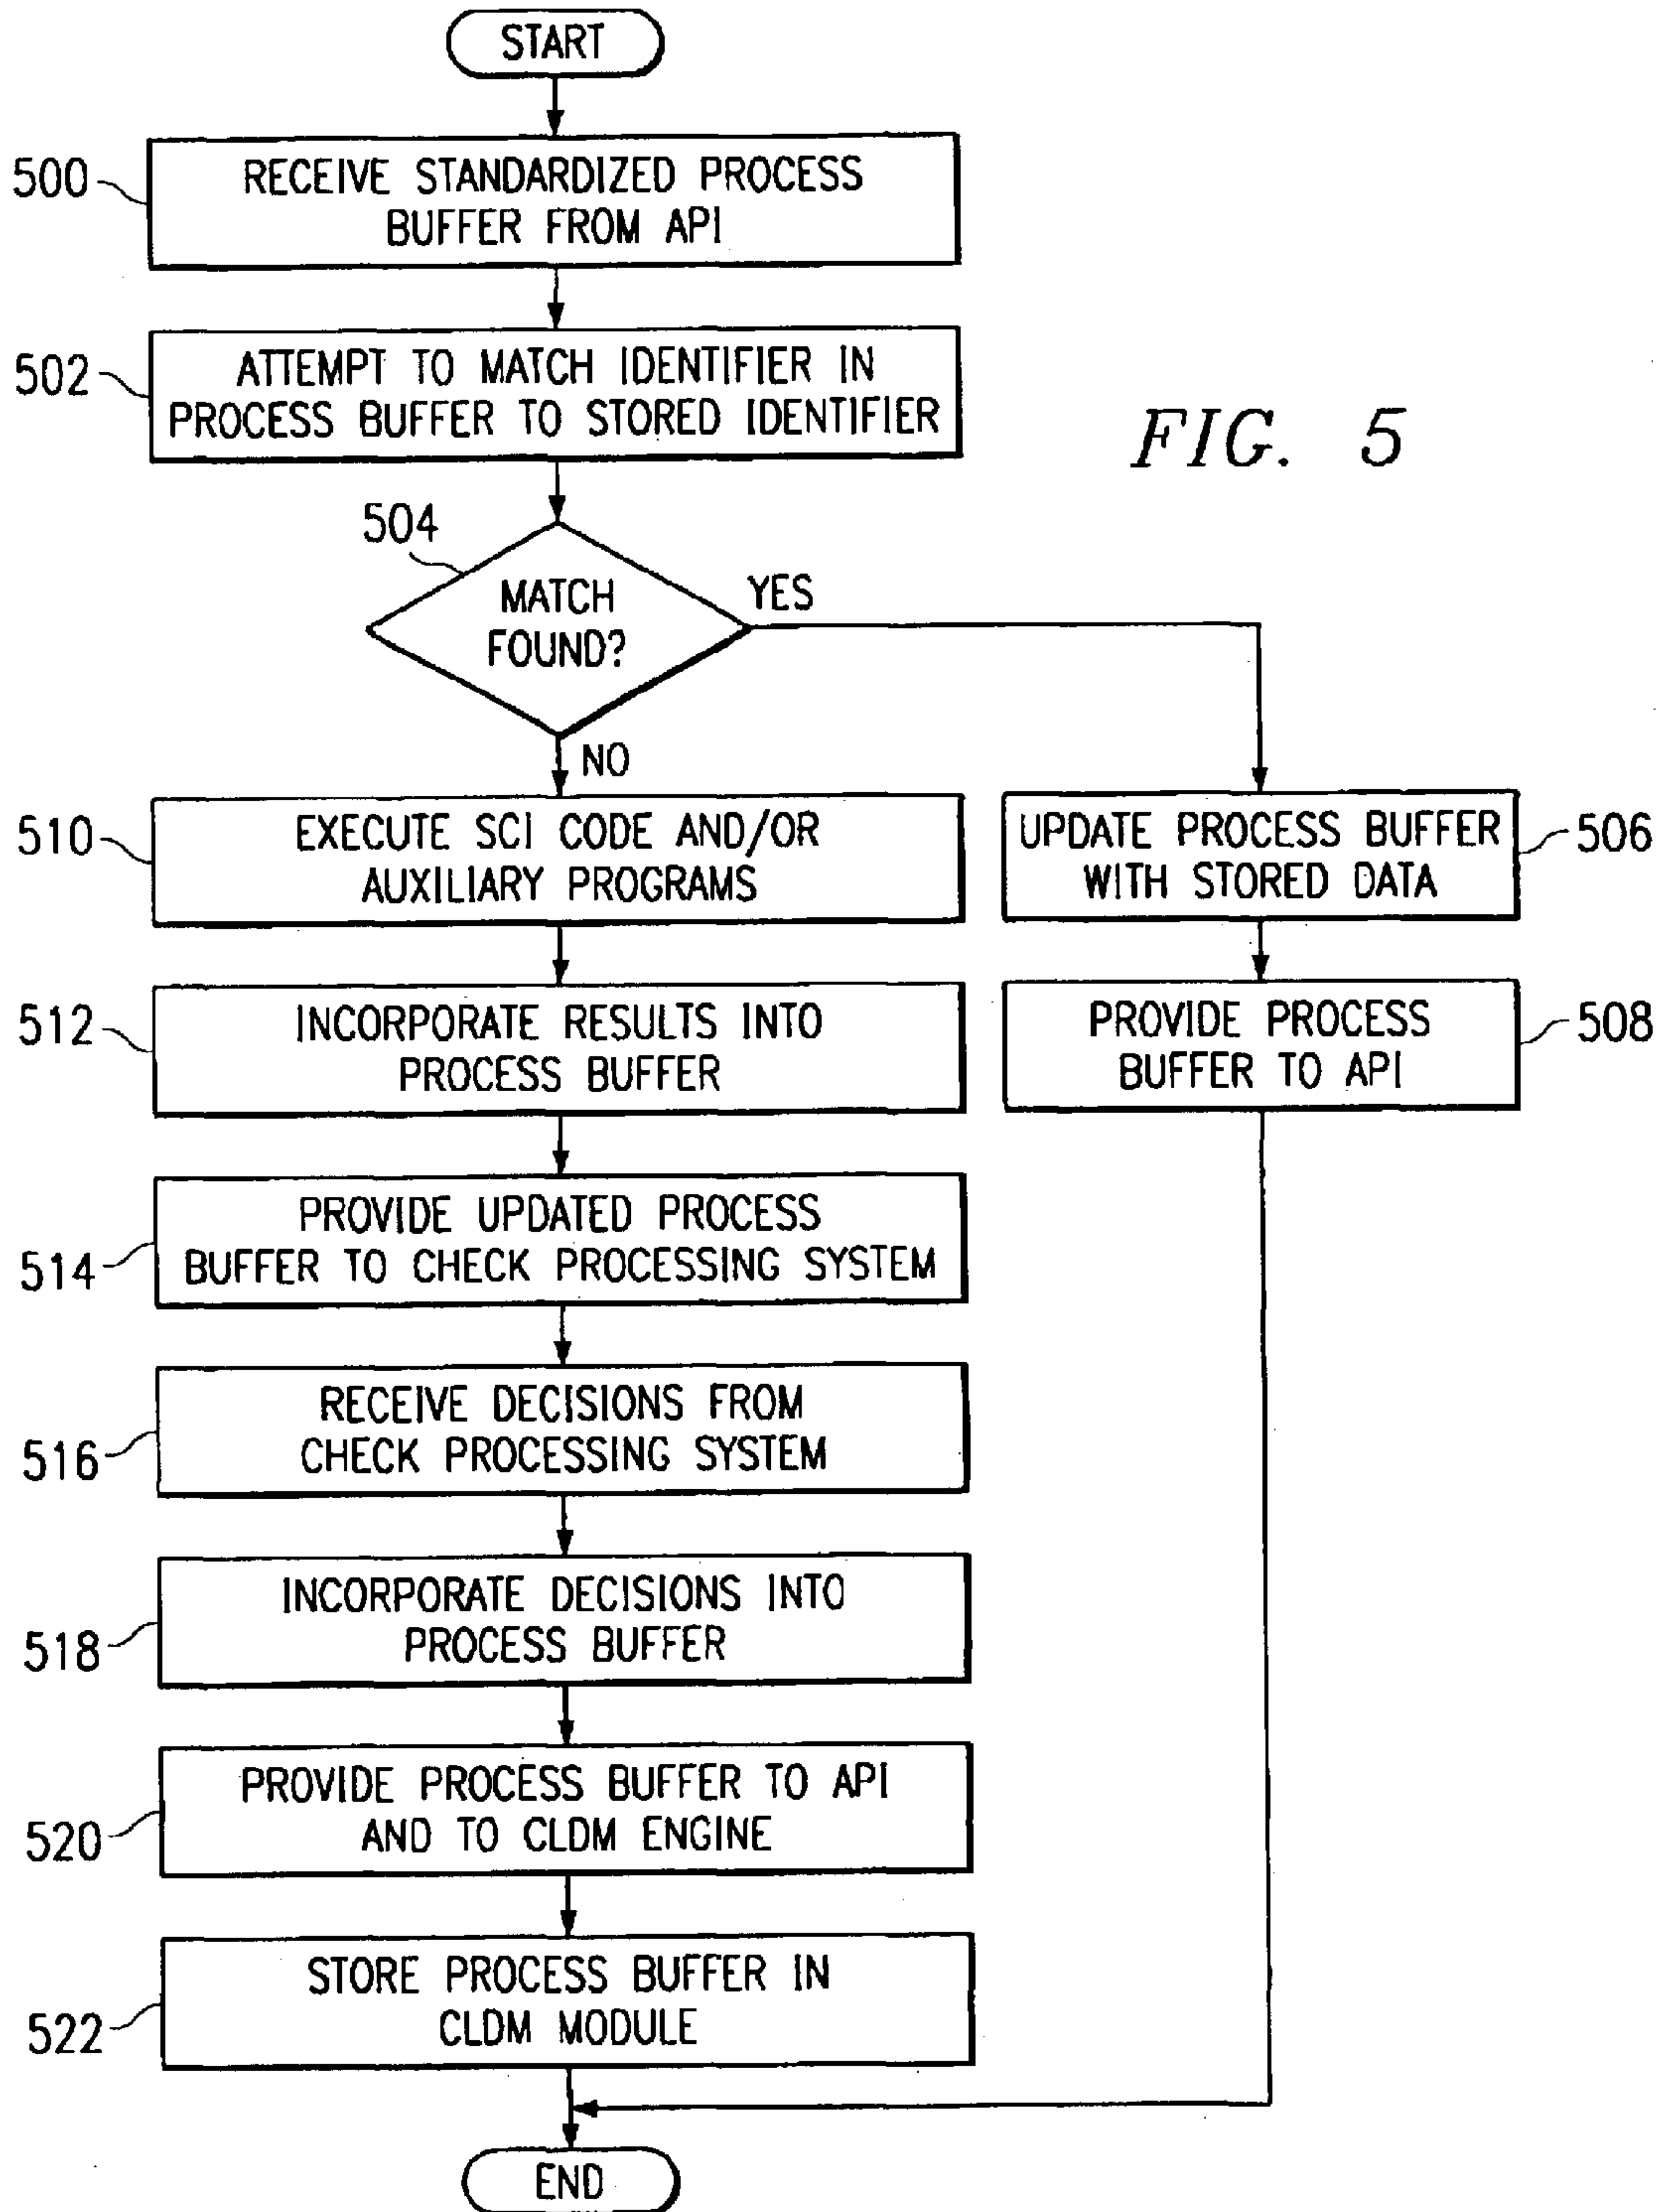 START
500
RECEIVE STANDARDIZED PROCESS
BUFFER FROM API
502
ATTEMPT TO MATCH IDENTIFIER IN
PROCESS BUFFER TO STORED IDENTIFIER
FIG. 5
504
MATCH
FOUND?
YES
NO
510
EXECUTE SCI CODE AND/OR
AUXILIARY PROGRAMS
UPDATE PROCESS BUFFER
WITH STORED DATA
506
512
INCORPORATE RESULTS INTO
PROCESS BUFFER
PROVIDE PROCESS
BUFFER TO API
508
514
PROVIDE UPDATED PROCESS
BUFFER TO CHECK PROCESSING SYSTEM
516
RECEIVE DECISIONS FROM
CHECK PROCESSING SYSTEM
518
INCORPORATE DECISIONS INTO
PROCESS BUFFER
520
PROVIDE PROCESS BUFFER TO API
AND TO CLDM ENGINE
522
STORE PROCESS BUFFER IN
CLDM MODULE
END